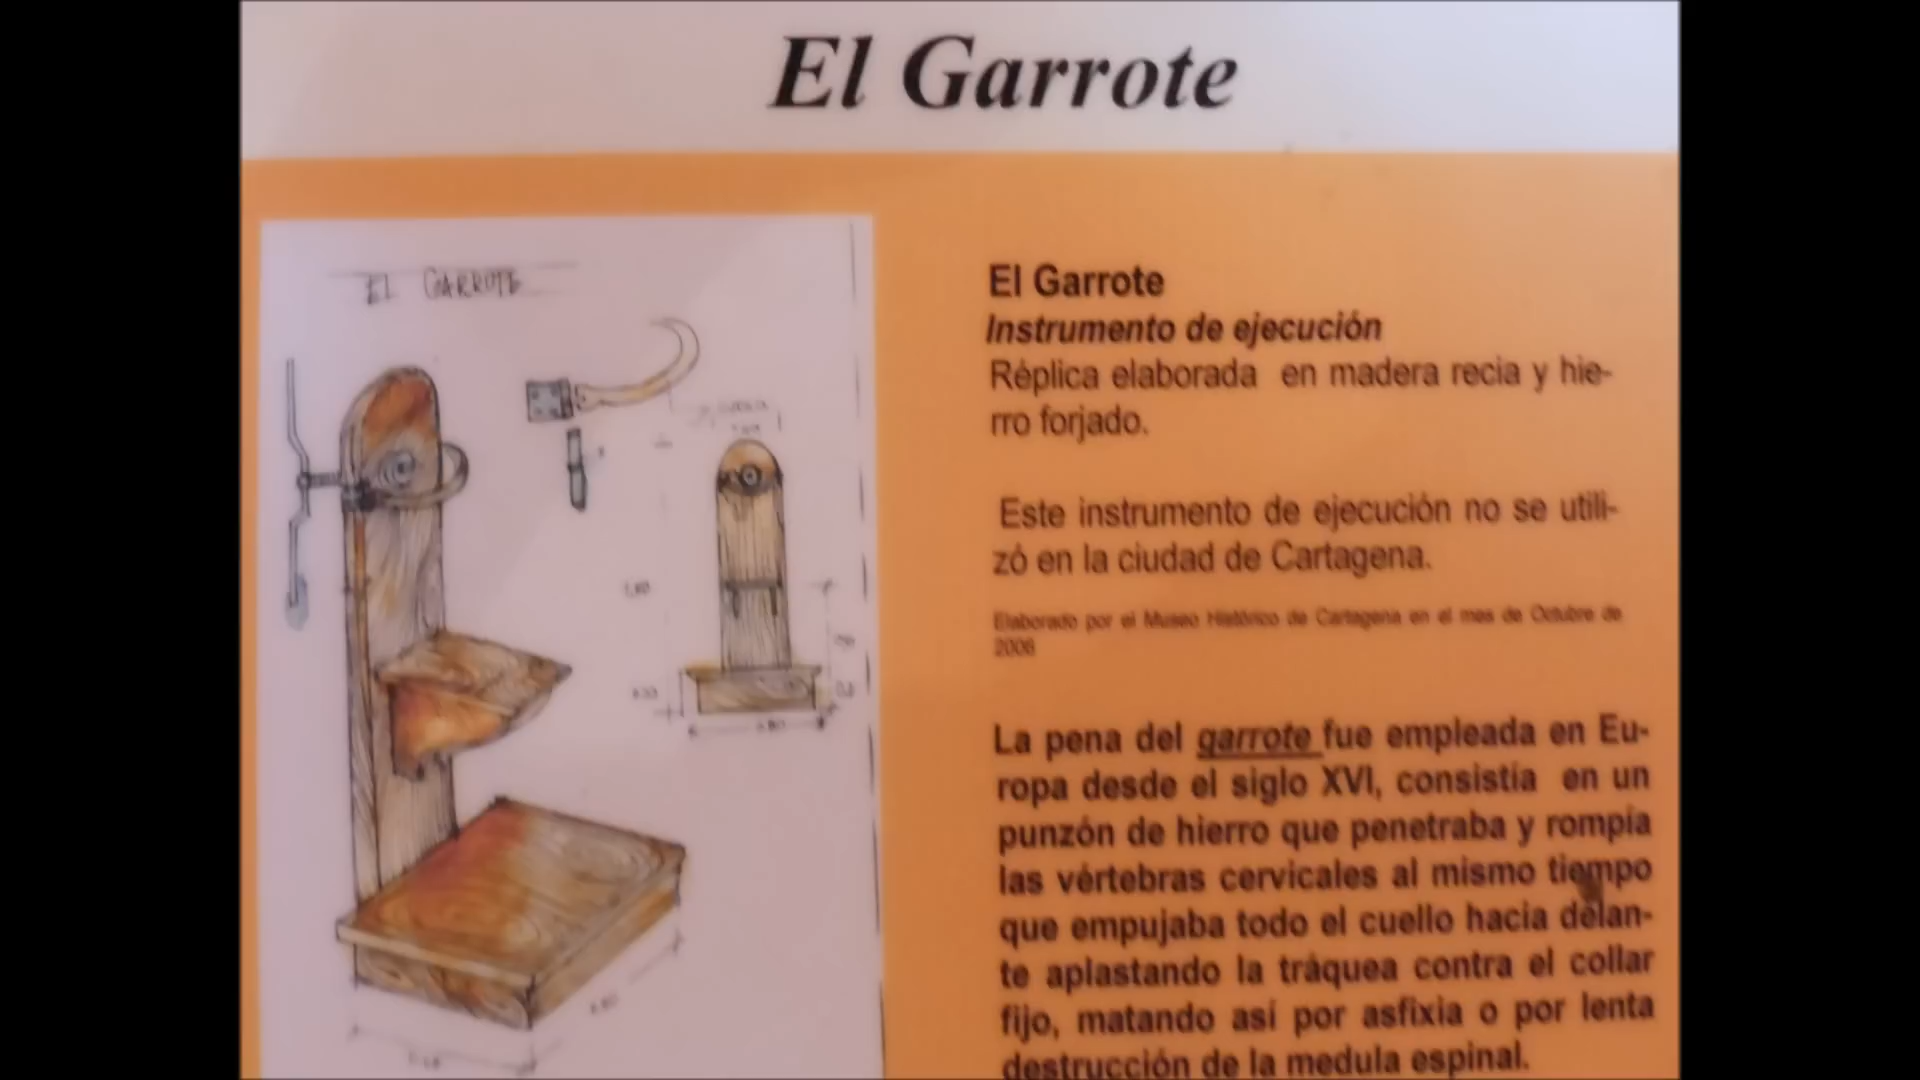 El Garrote
EL GARROTE
El Garrote
Instrumento de ejecución
Réplica elaborada en madera recia y hie-
rro forjado.
Este instrumento de ejecución no se utili-
zó en la ciudad de Cartagena.
Elaborado por el Museo Histórico de Cartagena en el mes de Octubre de
2006
La pena del garrote fue empleada en Eu-
ropa desde el siglo XVI, consistía en un
punzón de hierro que penetraba y rompía
las vértebras cervicales al mismo tiempo
que empujaba todo el cuello hacia delan-
te aplastando la tráquea contra el collar
fijo, matando así por asfixia o por lenta
destrucción de la medula espinal.